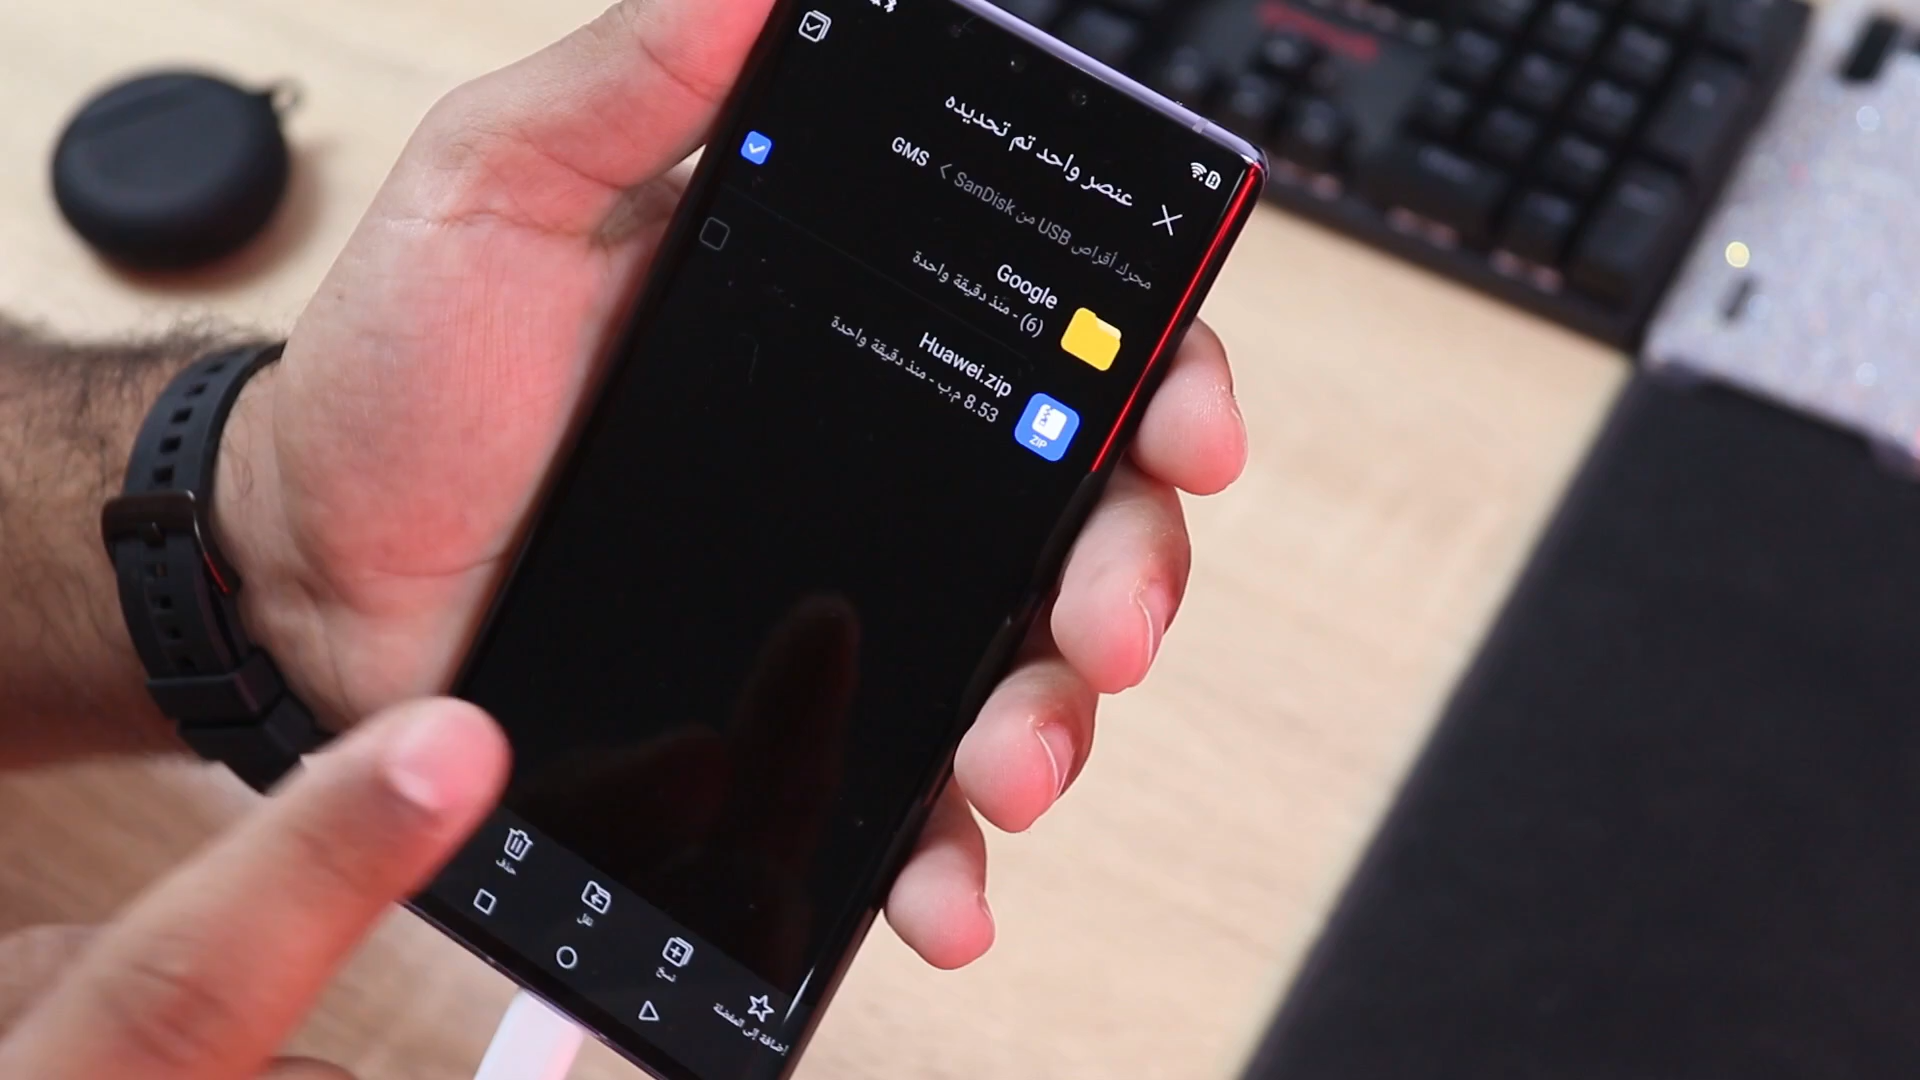 عنصر واحد تم تحديده
محرك أقراص USB من SanDisk > GMS
Google
(6) - منذ دقيقة واحدة
Huawei.zip
8.53 م.ب - منذ دقيقة واحدة
ZIP
إضافة إلى المفضلة
نسخ
نقل
حذف